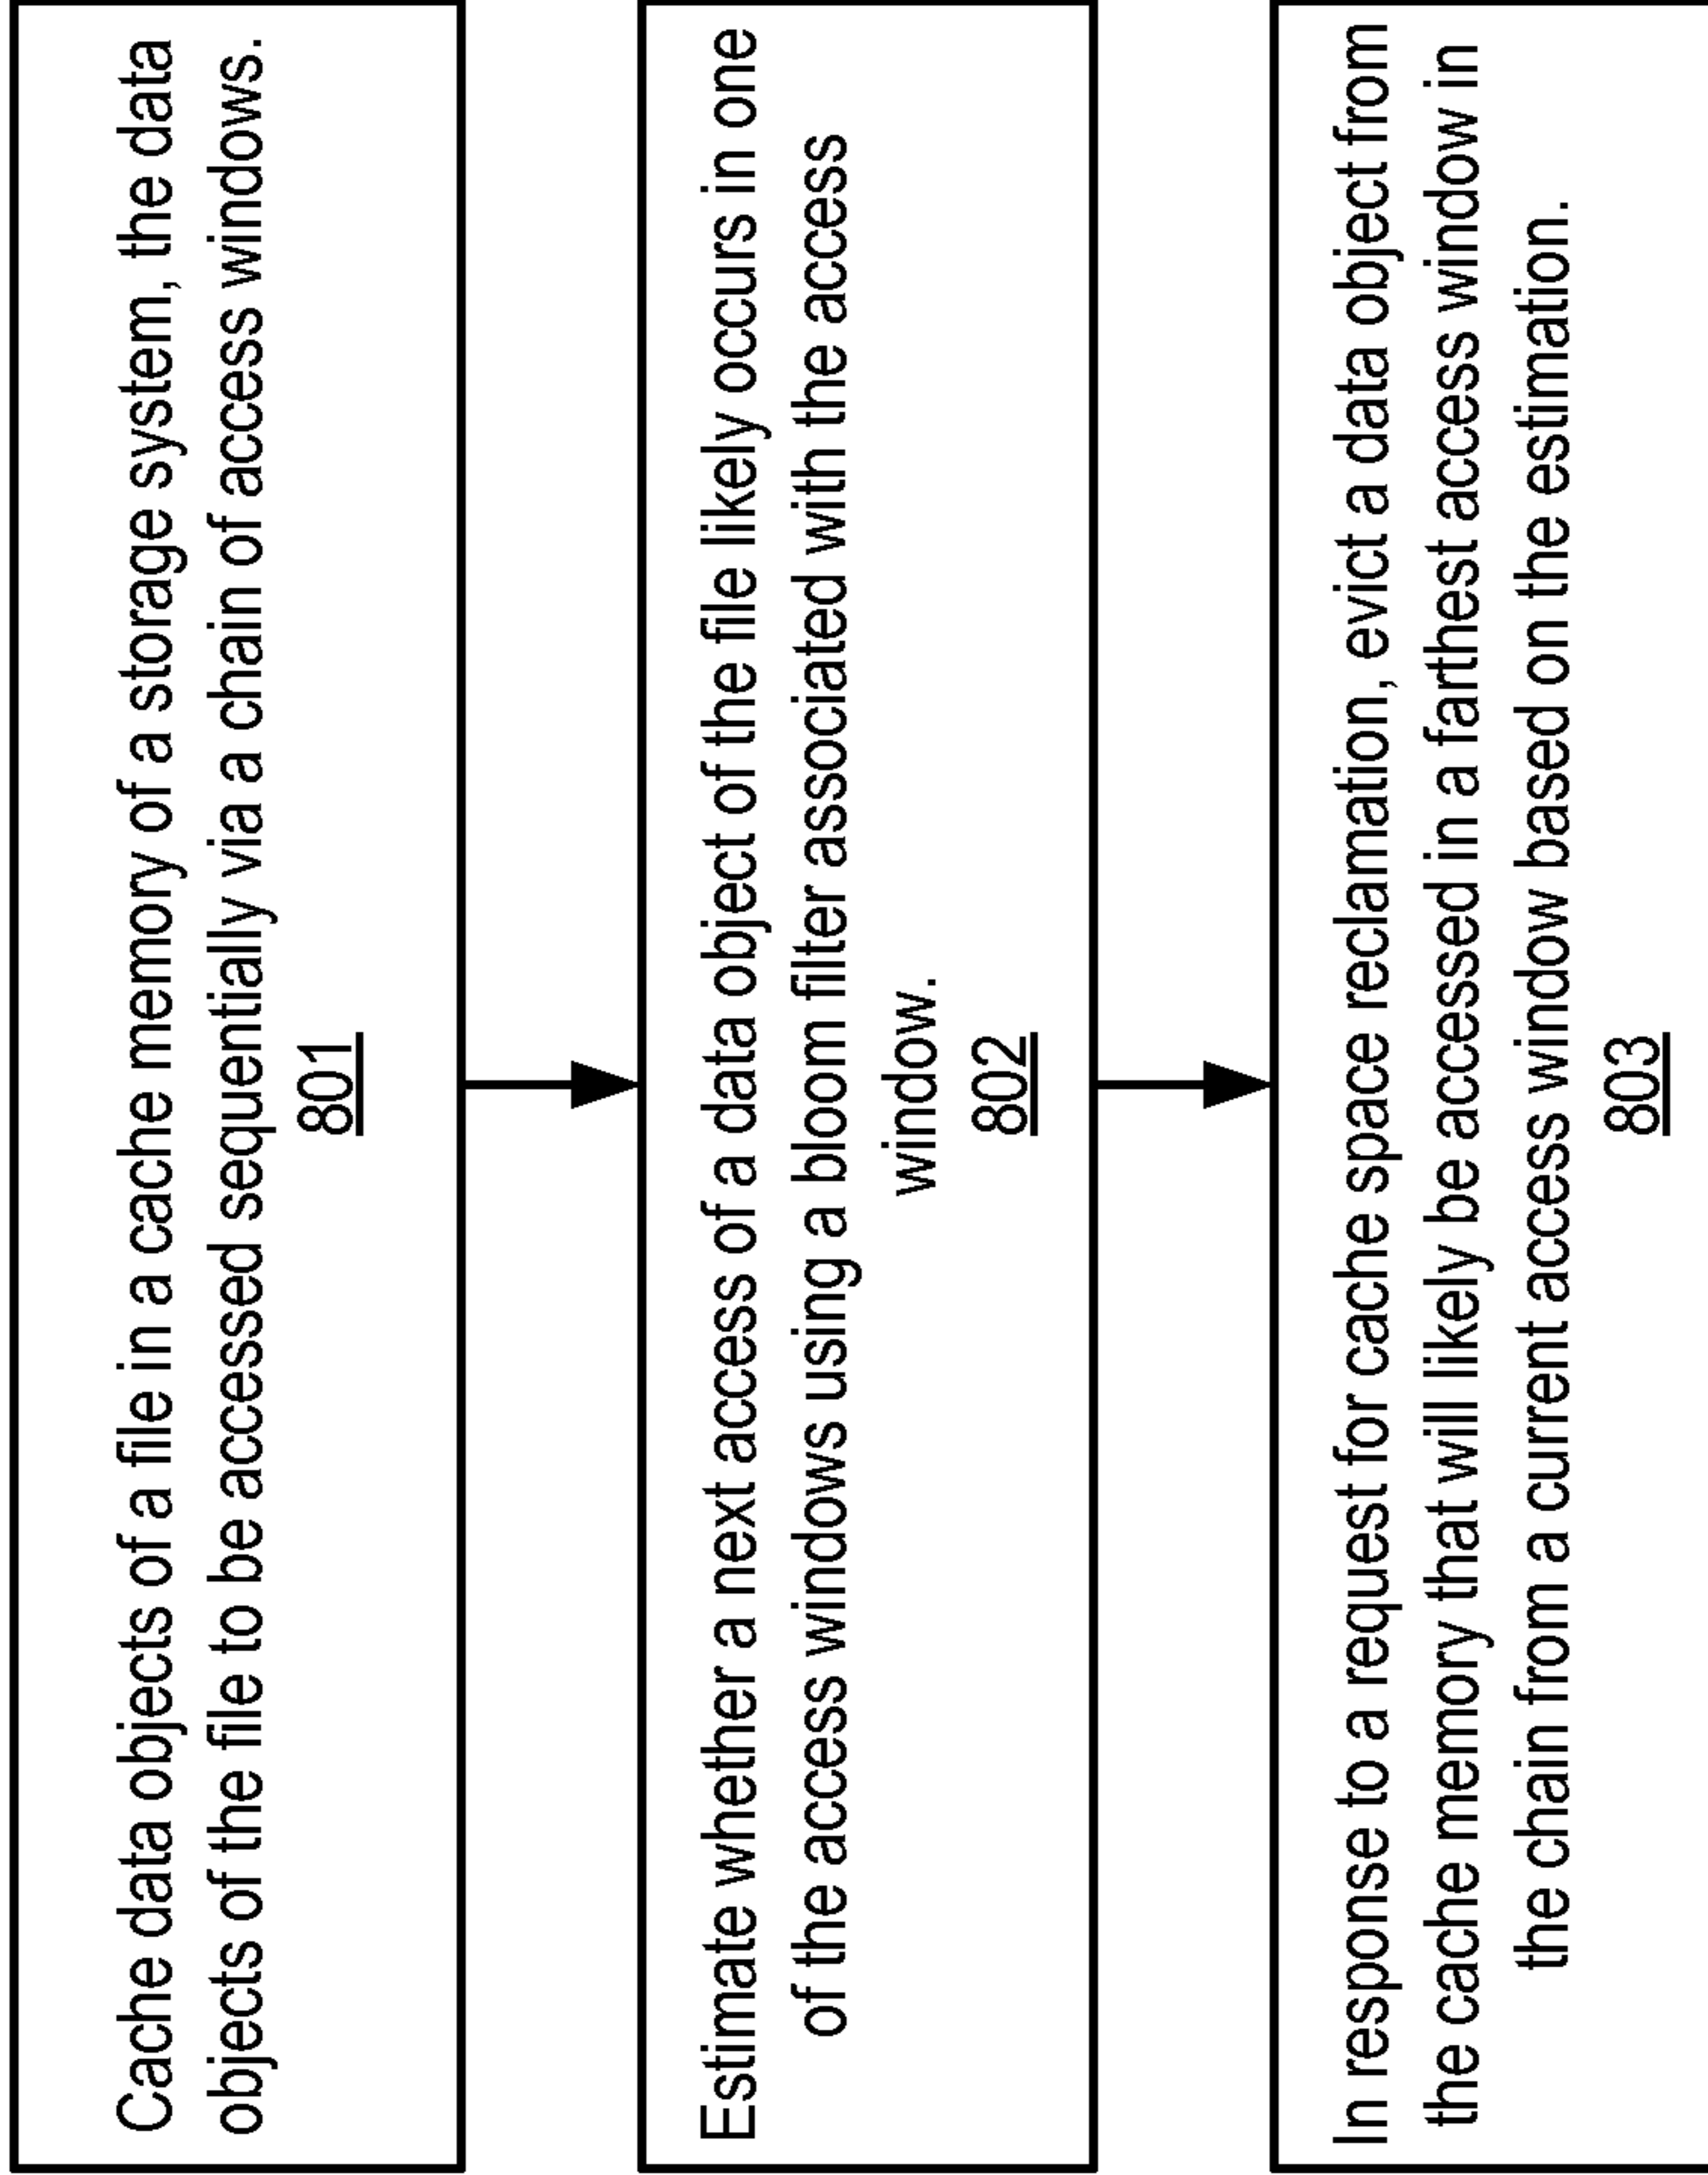 Cache data objects of a file in a cache memory of a storage system, the data
objects of the file to be accessed sequentially via a chain of access windows.
801
Estimate whether a next access of a data object of the file likely occurs in one
of the access windows using a bloom filter associated with the access
window.
802
In response to a request for cache space reclamation, evict a data object from
the cache memory that will likely be accessed in a farthest access window in
the chain from a current access window based on the estimation.
803